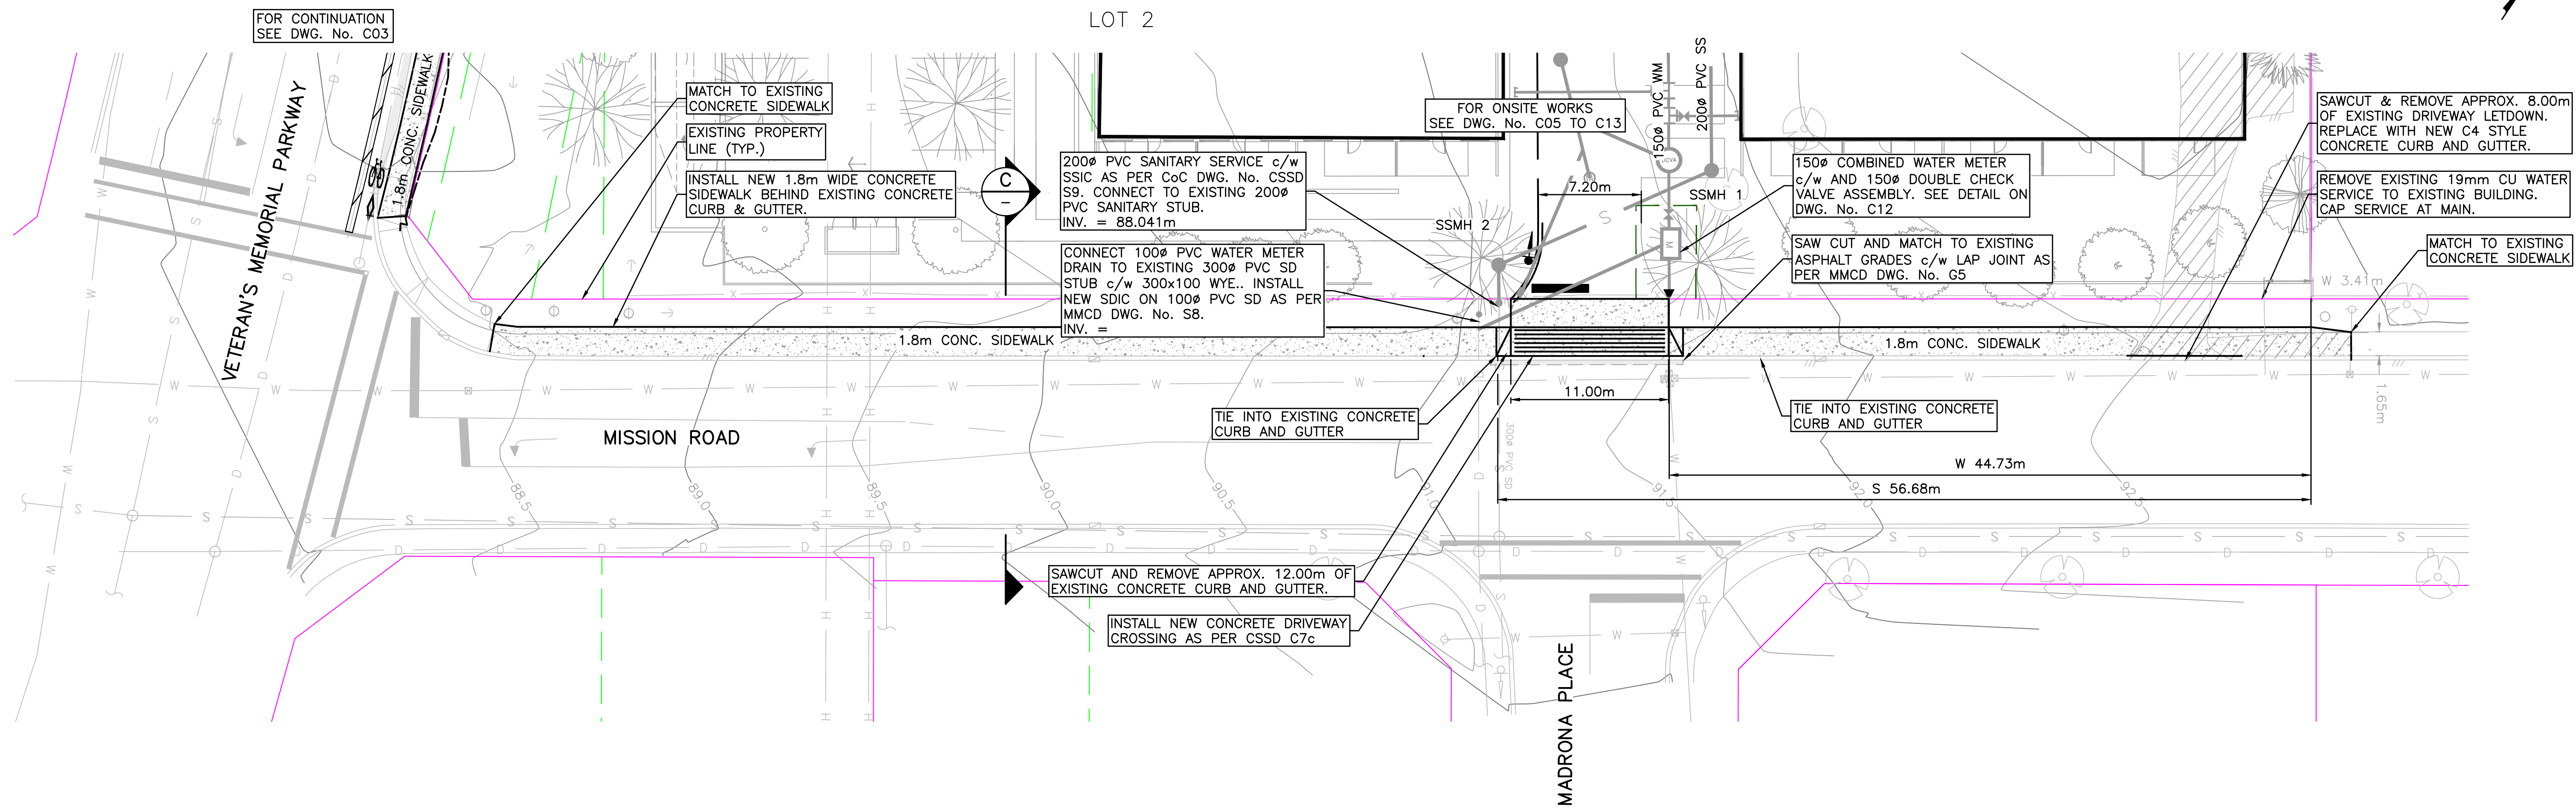 FOR CONTINUATION
SEE DWG. No. C03
LOT 2
VETERAN'S MEMORIAL PARKWAY
1.8m CONC. SIDEWALK
MATCH TO EXISTING
CONCRETE SIDEWALK
EXISTING PROPERTY
LINE (TYP.)
INSTALL NEW 1.8m WIDE CONCRETE
SIDEWALK BEHIND EXISTING CONCRETE
CURB & GUTTER.
C
–
200ø PVC SANITARY SERVICE c/w
SSIC AS PER CoC DWG. No. CSSD
S9. CONNECT TO EXISTING 200ø
PVC SANITARY STUB.
INV. = 88.041m
CONNECT 100ø PVC WATER METER
DRAIN TO EXISTING 300ø PVC SD
STUB c/w 300x100 WYE.. INSTALL
NEW SDIC ON 100ø PVC SD AS PER
MMCD DWG. No. S8.
INV. =
FOR ONSITE WORKS
SEE DWG. No. C05 TO C13
150ø PVC WM
200ø PVC SS
7.20m
SSMH 1
SSMH 2
M
150ø COMBINED WATER METER
c/w AND 150ø DOUBLE CHECK
VALVE ASSEMBLY. SEE DETAIL ON
DWG. No. C12
SAW CUT AND MATCH TO EXISTING
ASPHALT GRADES c/w LAP JOINT AS
PER MMCD DWG. No. G5
SAWCUT & REMOVE APPROX. 8.00m
OF EXISTING DRIVEWAY LETDOWN.
REPLACE WITH NEW C4 STYLE
CONCRETE CURB AND GUTTER.
REMOVE EXISTING 19mm CU WATER
SERVICE TO EXISTING BUILDING.
CAP SERVICE AT MAIN.
MATCH TO EXISTING
CONCRETE SIDEWALK
W 3.41m
1.65m
1.8m CONC. SIDEWALK
1.8m CONC. SIDEWALK
11.00m
TIE INTO EXISTING CONCRETE
CURB AND GUTTER
TIE INTO EXISTING CONCRETE
CURB AND GUTTER
MISSION ROAD
300ø PVC SD
W 44.73m
S 56.68m
88.5
89.0
89.5
90.0
90.5
91.0
91.5
92.0
92.5
SAWCUT AND REMOVE APPROX. 12.00m OF
EXISTING CONCRETE CURB AND GUTTER.
INSTALL NEW CONCRETE DRIVEWAY
CROSSING AS PER CSSD C7c
MADRONA PLACE